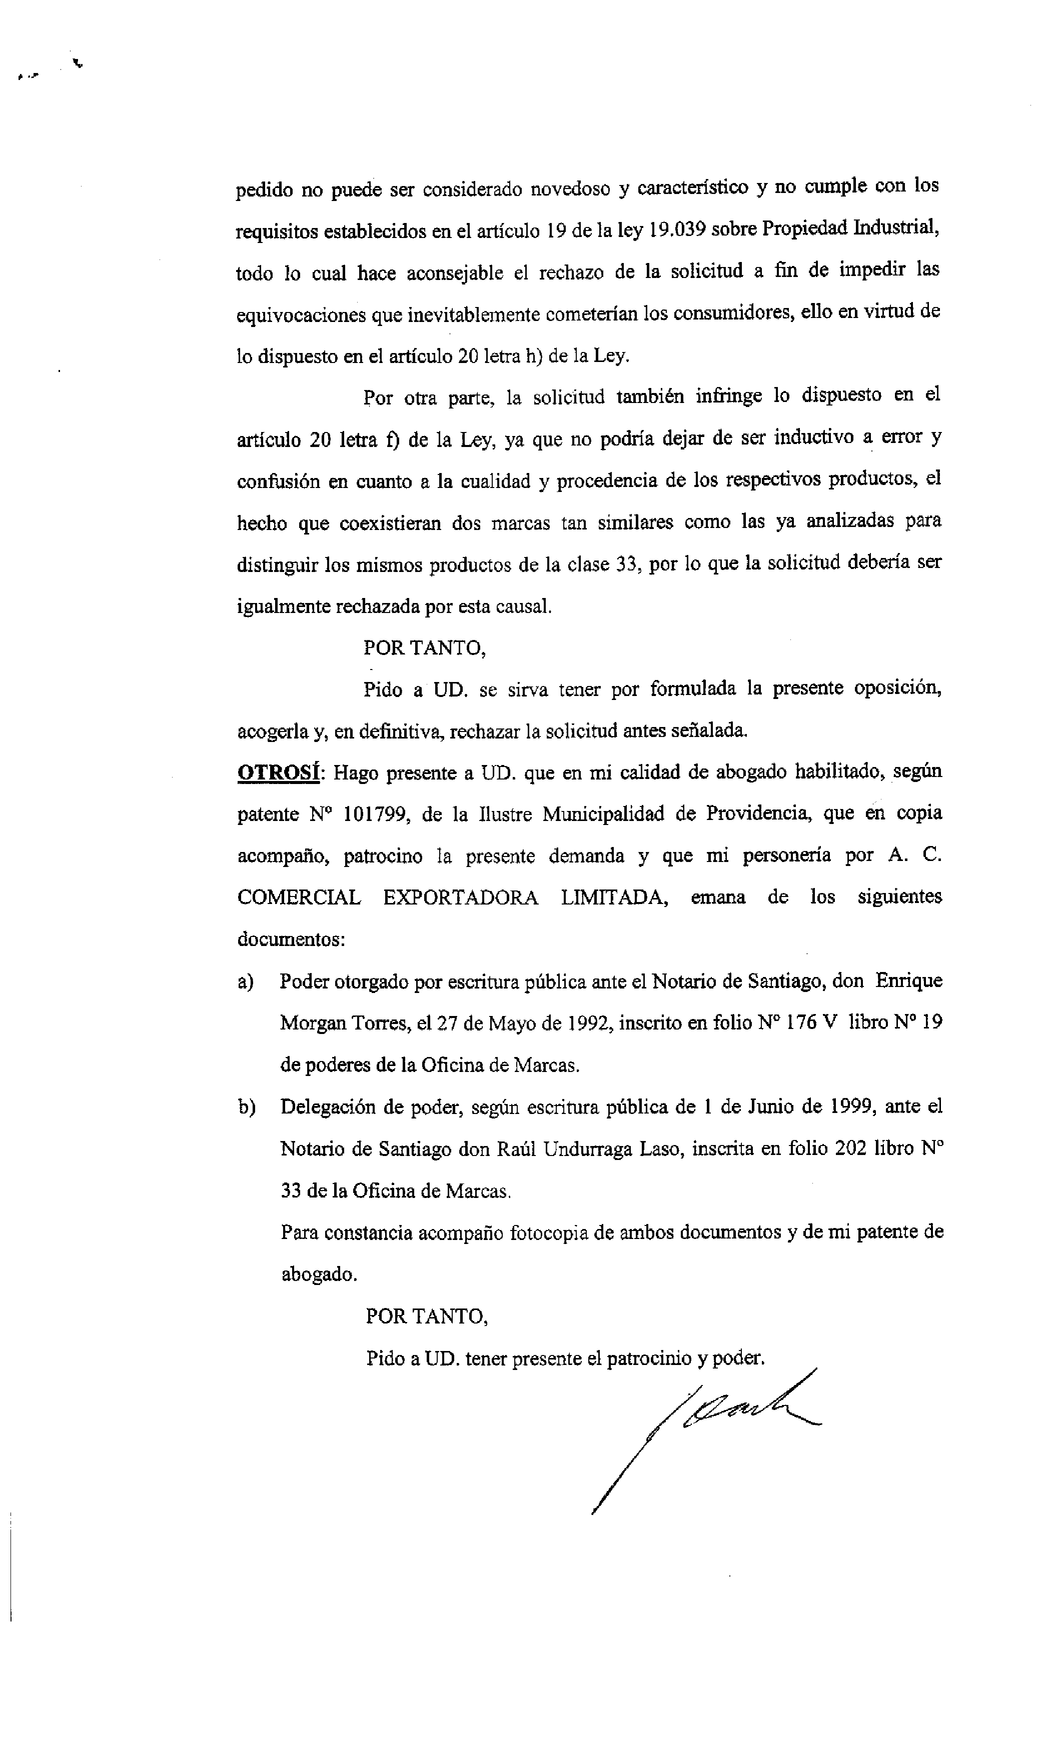 pedido no puede ser considerado novedoso y característico y no cumple con los
requisitos establecidos en el artículo 19 de la ley 19.039 sobre Propiedad Industrial,
todo lo cual hace aconsejable el rechazo de la solicitud a fin de impedir las
equivocaciones que inevitablemente cometerían los consumidores, ello en virtud de
lo dispuesto en el artículo 20 letra h) de la Ley.
Por otra parte, la solicitud también infringe lo dispuesto en el
artículo 20 letra f) de la Ley, ya que no podría dejar de ser inductivo a error y
confusión en cuanto a la cualidad y procedencia de los respectivos productos, el
hecho que coexistieran dos marcas tan similares como las ya analizadas para
distinguir los mismos productos de la clase 33, por lo que la solicitud debería ser
igualmente rechazada por esta causal.
POR TANTO,
Pido a UD. se sirva tener por formulada la presente oposición,
acogerla y, en definitiva, rechazar la solicitud antes señalada.
OTROSÍ: Hago presente a UD. que en mi calidad de abogado habilitado, según
patente Nº 101799, de la Ilustre Municipalidad de Providencia, que en copia
acompaño, patrocino la presente demanda y que mi personería por A. C.
COMERCIAL EXPORTADORA LIMITADA, emana de los siguientes
documentos:
a) Poder otorgado por escritura pública ante el Notario de Santiago, don Enrique
Morgan Torres, el 27 de Mayo de 1992, inscrito en folio Nº 176 V libro Nº 19
de poderes de la Oficina de Marcas.
b) Delegación de poder, según escritura pública de 1 de Junio de 1999, ante el
Notario de Santiago don Raúl Undurraga Laso, inscrita en folio 202 libro Nº
33 de la Oficina de Marcas.
Para constancia acompaño fotocopia de ambos documentos y de mi patente de
abogado.
POR TANTO,
Pido a UD. tener presente el patrocinio y poder.